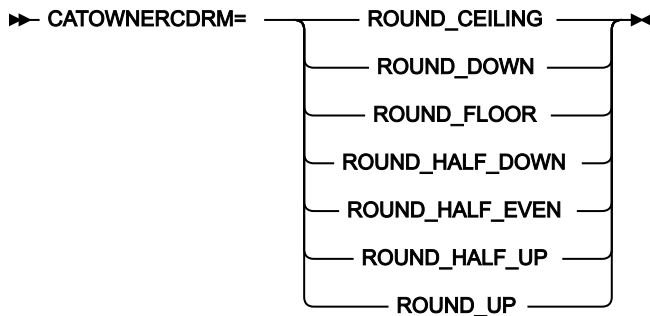 CATOWNERCDRM= ROUND_CEILING
ROUND_DOWN
ROUND_FLOOR
ROUND_HALF_DOWN
ROUND_HALF_EVEN
ROUND_HALF_UP
ROUND_UP